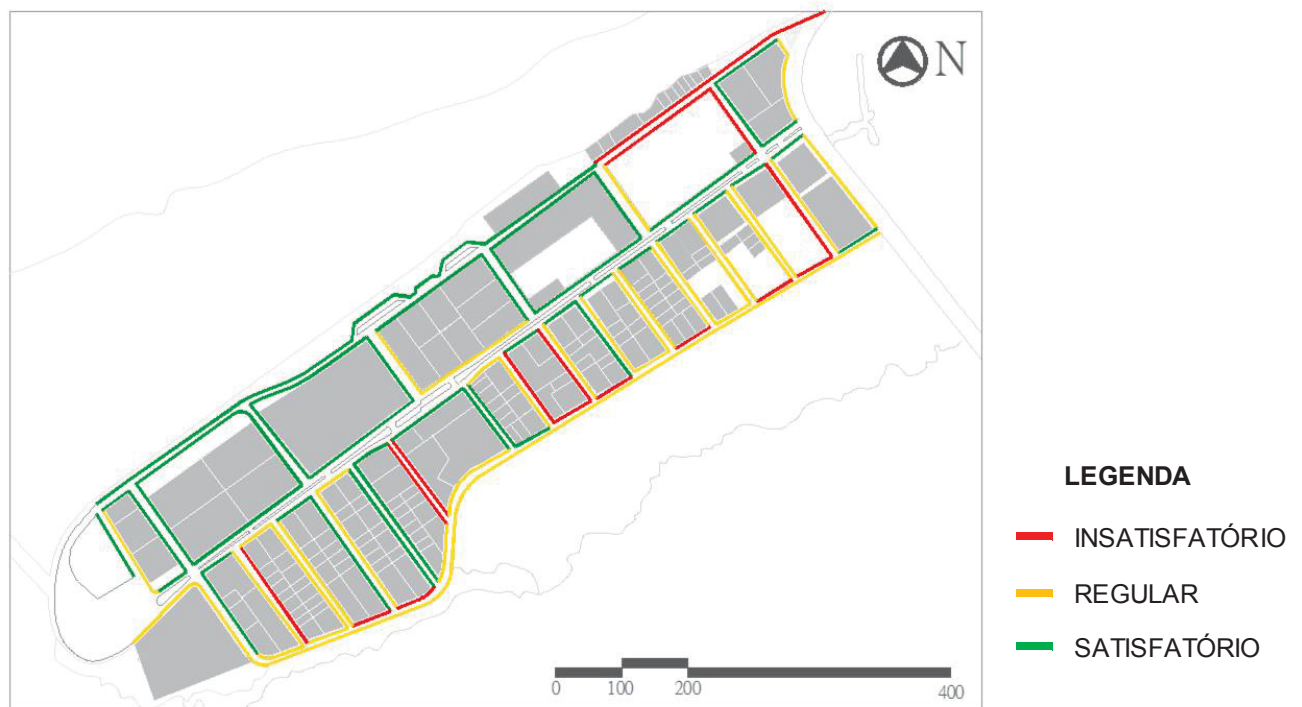 N
LEGENDA
INSATISFATÓRIO
REGULAR
SATISFATÓRIO
0 100 200 400